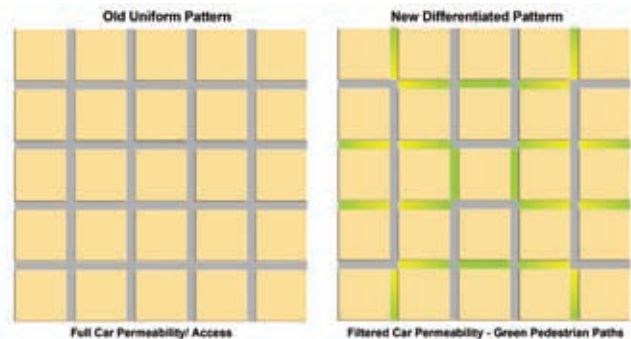 Old Uniform Pattern
New Differentiated Pattern
Full Car Permeability/ Access
Filtered Car Permeability - Green Pedestrian Paths